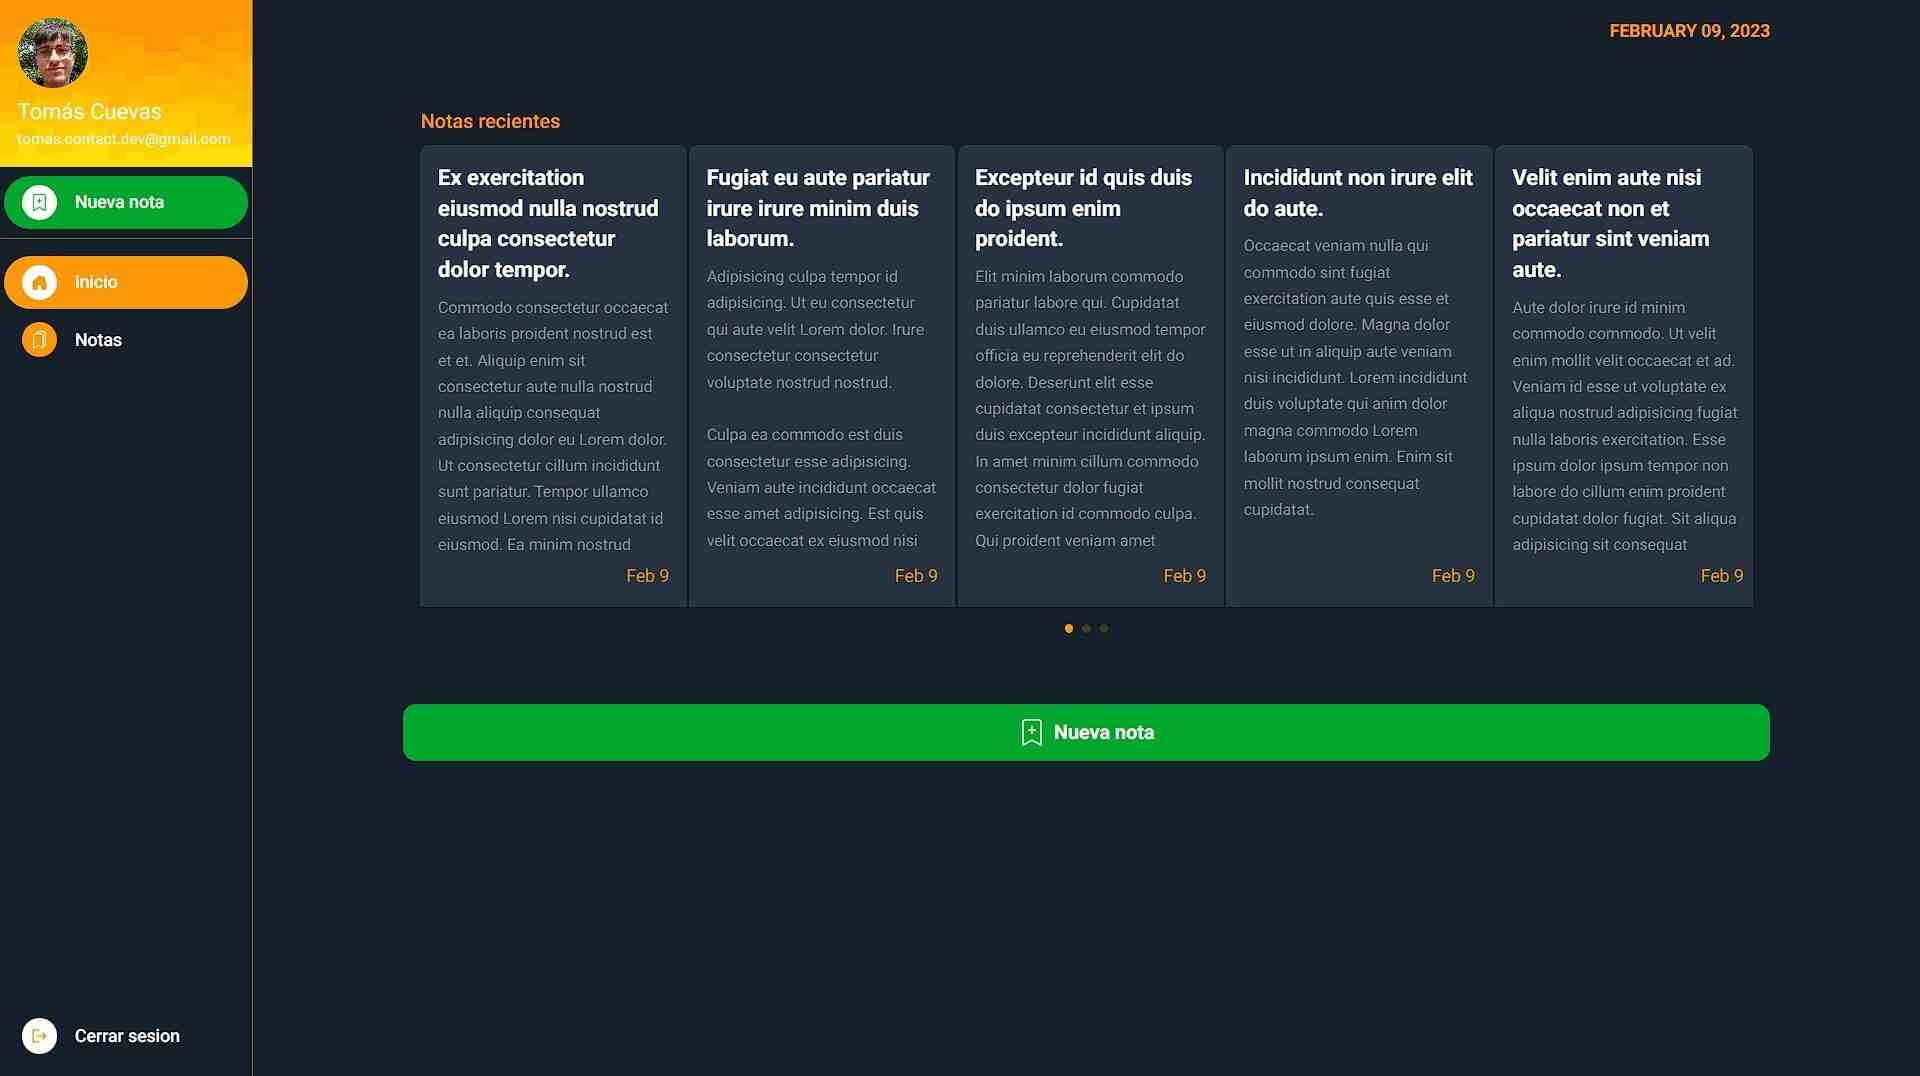 Tomás Cuevas
tomas.contact.dev@gmail.com
Nueva nota
Inicio
Notas
Cerrar sesion
FEBRUARY 09, 2023
Notas recientes
Ex exercitation
eiusmod nulla nostrud
culpa consectetur
dolor tempor.
Commodo consectetur occaecat
ea laboris proident nostrud est
et et. Aliquip enim sit
consectetur aute nulla nostrud
nulla aliquip consequat
adipisicing dolor eu Lorem dolor.
Ut consectetur cillum incididunt
sunt pariatur. Tempor ullamco
eiusmod Lorem nisi cupidatat id
eiusmod. Ea minim nostrud
Feb 9
Fugiat eu aute pariatur
irure irure minim duis
laborum.
Adipisicing culpa tempor id
adipisicing. Ut eu consectetur
qui aute velit Lorem dolor. Irure
consectetur consectetur
voluptate nostrud nostrud.
Culpa ea commodo est duis
consectetur esse adipisicing.
Veniam aute incididunt occaecat
esse amet adipisicing. Est quis
velit occaecat ex eiusmod nisi
Feb 9
Excepteur id quis duis
do ipsum enim
proident.
Elit minim laborum commodo
pariatur labore qui. Cupidatat
duis ullamco eu eiusmod tempor
officia eu reprehenderit elit do
dolore. Deserunt elit esse
cupidatat consectetur et ipsum
duis excepteur incididunt aliquip.
In amet minim cillum commodo
consectetur dolor fugiat
exercitation id commodo culpa.
Qui proident veniam amet
Feb 9
Incididunt non irure elit
do aute.
Occaecat veniam nulla qui
commodo sint fugiat
exercitation aute quis esse et
eiusmod dolore. Magna dolor
esse ut in aliquip aute veniam
nisi incididunt. Lorem incididunt
duis voluptate qui anim dolor
magna commodo Lorem
laborum ipsum enim. Enim sit
mollit nostrud consequat
cupidatat.
Feb 9
Velit enim aute nisi
occaecat non et
pariatur sint veniam
aute.
Aute dolor irure id minim
commodo commodo. Ut velit
enim mollit velit occaecat et ad.
Veniam id esse ut voluptate ex
aliqua nostrud adipisicing fugiat
nulla laboris exercitation. Esse
ipsum dolor ipsum tempor non
labore do cillum enim proident
cupidatat dolor fugiat. Sit aliqua
adipisicing sit consequat
Feb 9
Nueva nota